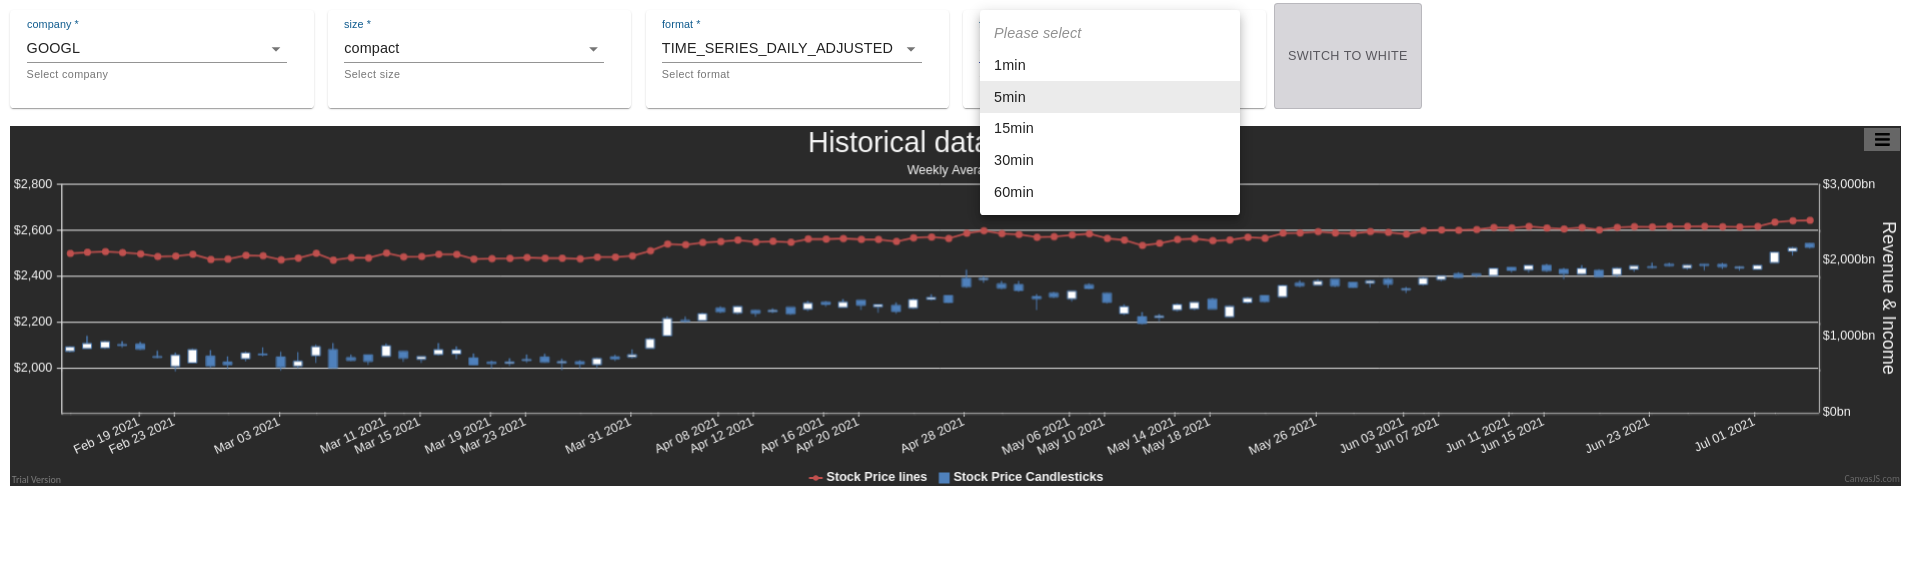 company *
GOOGL
Select company
size *
compact
Select size
format *
TIME_SERIES_DAILY_ADJUSTED
Select format
Please select
1min
5min
15min
30min
60min
SWITCH TO WHITE
Historical data
Weekly Avera
$2,800
$2,600
$2,400
$2,200
$2,000
$3,000bn
$2,000bn
$1,000bn
$0bn
Revenue & Income
Feb 19 2021
Feb 23 2021
Mar 03 2021
Mar 11 2021
Mar 15 2021
Mar 19 2021
Mar 23 2021
Mar 31 2021
Apr 08 2021
Apr 12 2021
Apr 16 2021
Apr 20 2021
Apr 28 2021
May 06 2021
May 10 2021
May 14 2021
May 18 2021
May 26 2021
Jun 03 2021
Jun 07 2021
Jun 11 2021
Jun 15 2021
Jun 23 2021
Jul 01 2021
Stock Price lines
Stock Price Candlesticks
Trial Version
CanvasJS.com